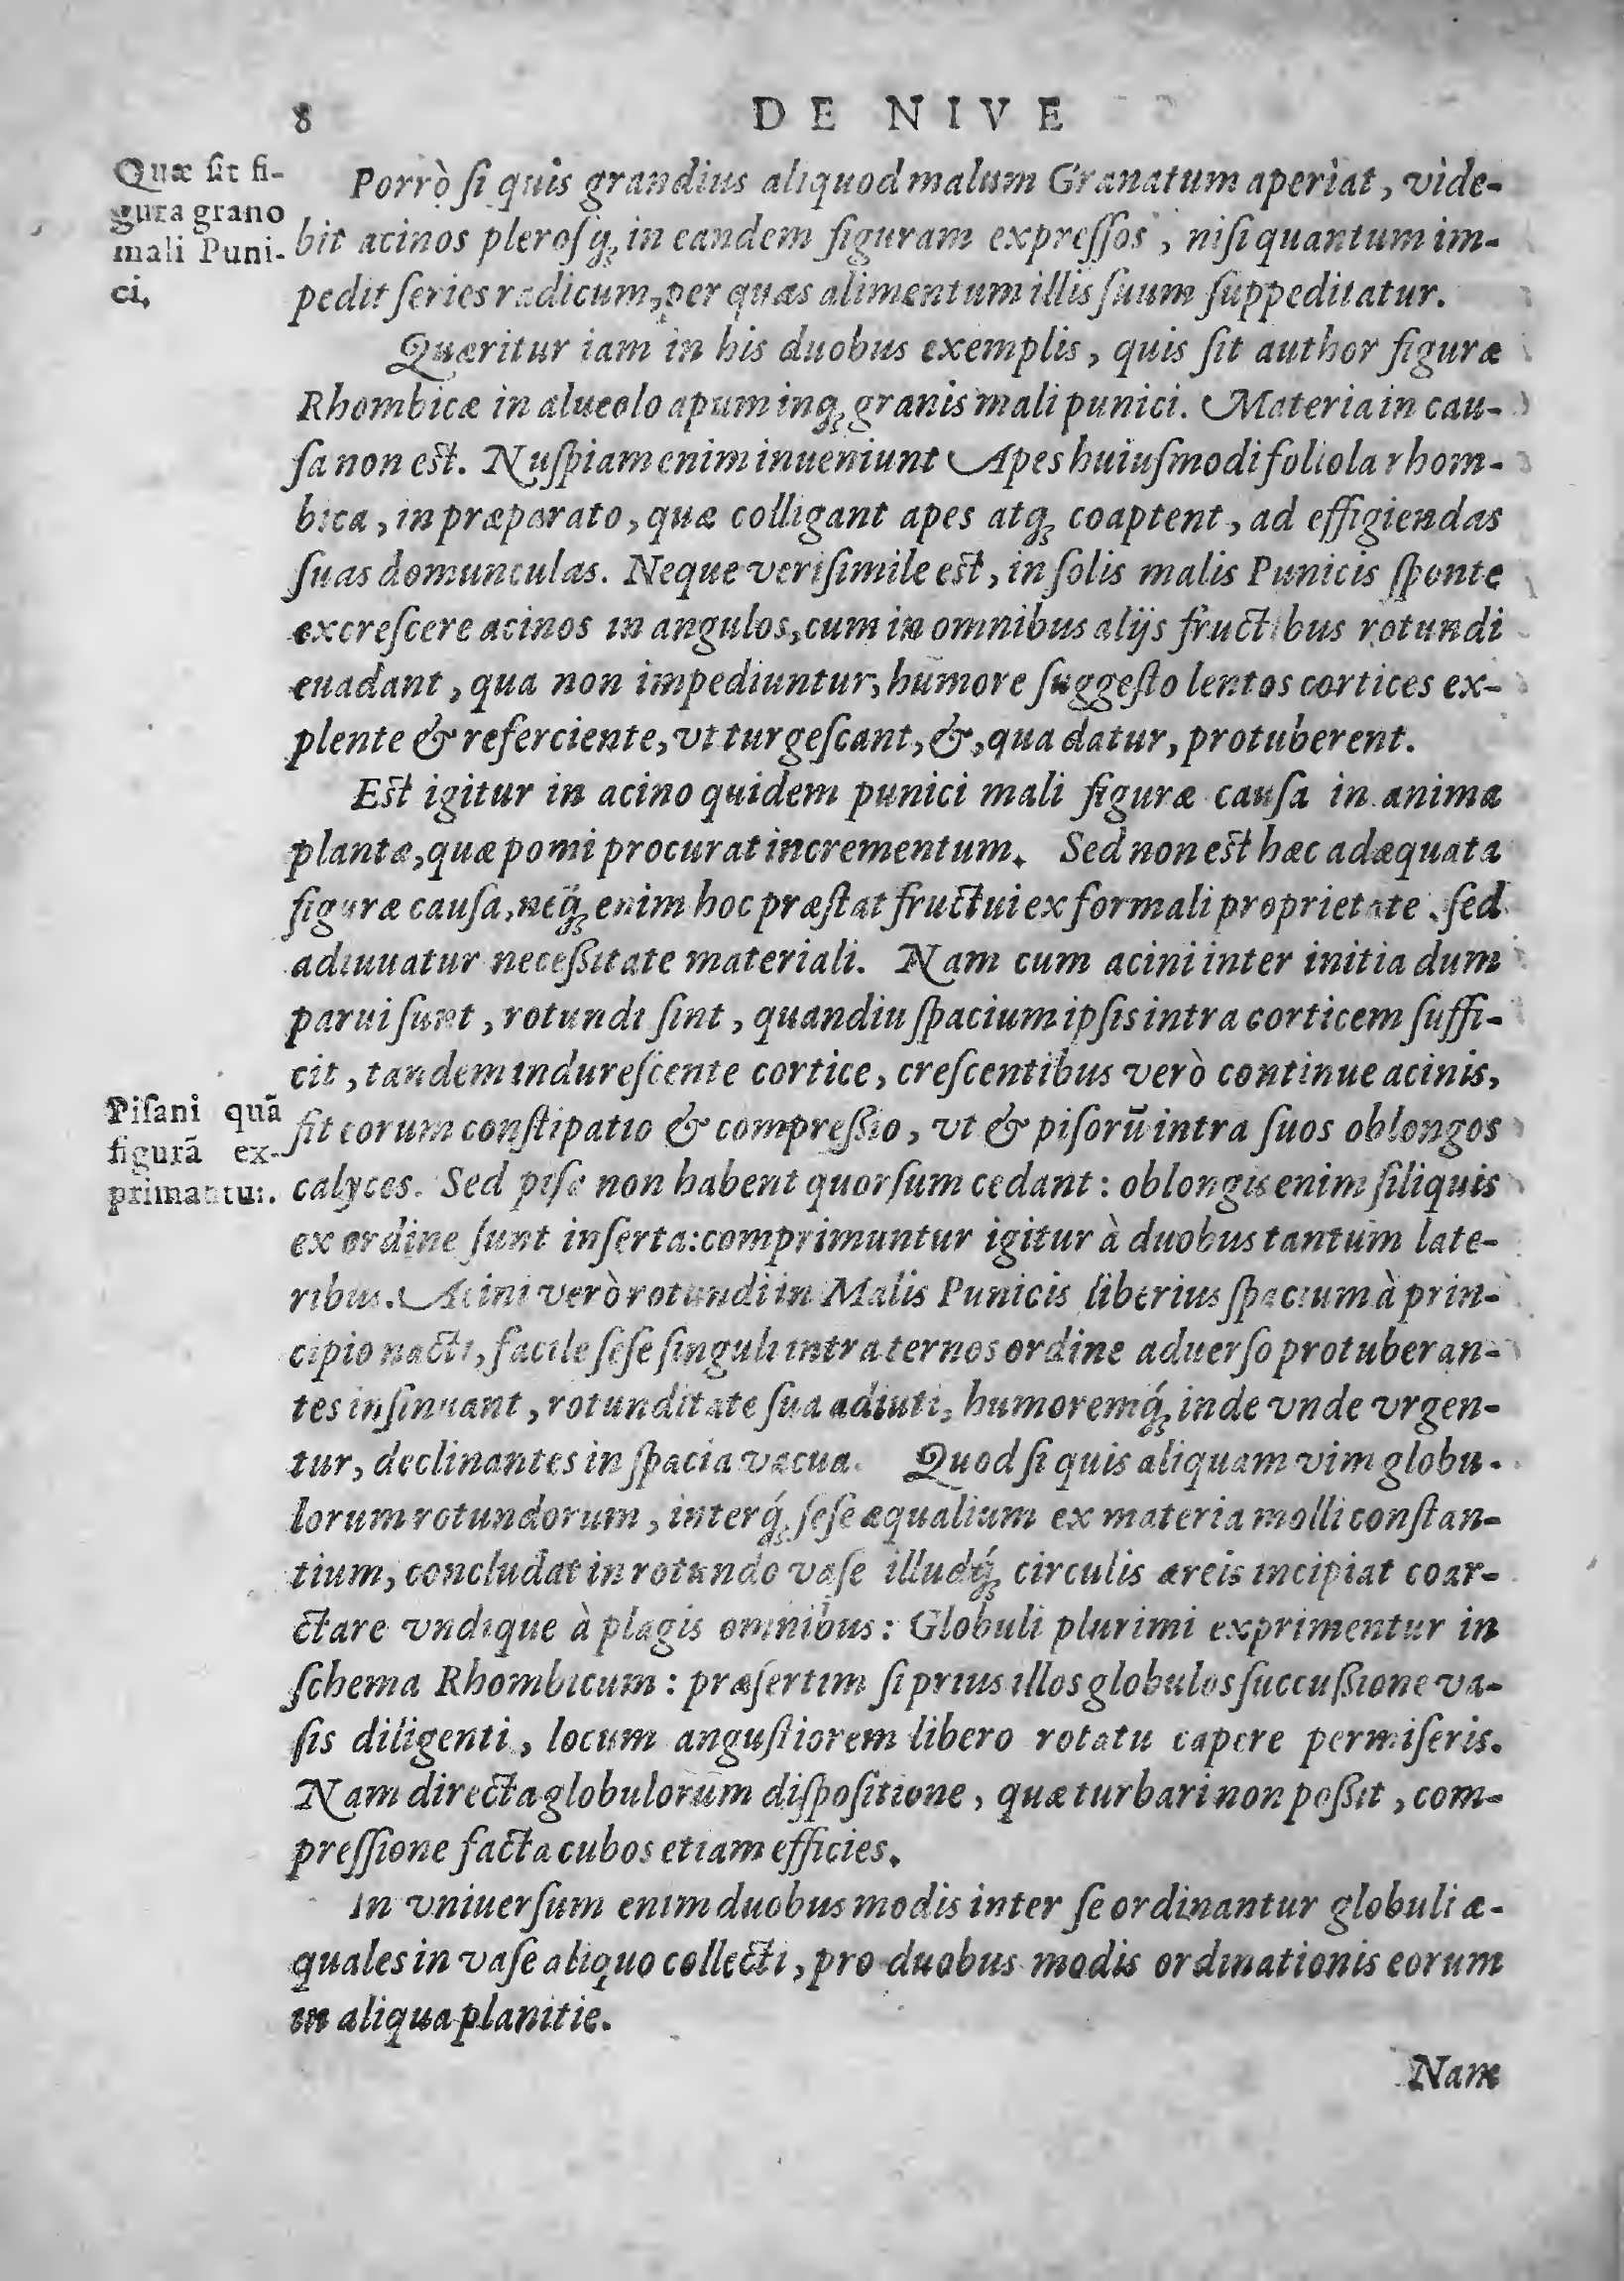 8
DE NIVE
Quæ ſit fi-
gura grano
mali Puni-
ci.
Porrò ſi quis grandius aliquod malum Granatum aperiat, vide-
bit acinos pleroſq́; in eandem figuram expreſſos, niſi quantum im-
pedit ſeries radicum, per quas alimentum illis ſuum ſuppeditatur.
Quæritur iam in his duobus exemplis, quis ſit author figuræ
Rhombicæ in alueolo apum inq́; granis mali punici. Materia in cau-
ſa non eſt. Nuſpiam enim inueniunt Apes huiuſmodi foliola rhom-
bica, in præparato, quæ colligant apes atq́; coaptent, ad effigiendas
ſuas domunculas. Neque veriſimile eſt, in ſolis malis Punicis ſponte
excreſcere acinos in angulos, cum in omnibus alijs fructibus rotundi
euadant, qua non impediuntur, humore ſuggeſto lentos cortices ex-
plente & referciente, vt turgeſcant, &, qua datur, protuberent.
Eſt igitur in acino quidem punici mali figuræ cauſa in anima
plantæ, quæ pomi procurat incrementum. Sed non eſt hæc adæquata
figuræ cauſa, neq́; enim hoc præſtat fructui ex formali proprietate, ſed
adiuuatur neceſſitate materiali. Nam cum acini inter initia dum
parui ſunt, rotundi ſint, quandiu ſpacium ipſis intra corticem ſuffi-
cit, tandem indureſcente cortice, creſcentibus verò continue acinis,
Piſani quā
figurā ex-
primantur.
fit eorum conſtipatio & compreſſio, vt & piſorū intra ſuos oblongos
calyces. Sed piſa non habent quorſum cedant: oblongis enim ſiliquis
ex ordine ſunt inſerta: comprimuntur igitur à duobus tantum late-
ribus. Acini verò rotundi in Malis Punicis liberius ſpacium à prin-
cipio nacti, facile ſeſe ſinguli intra ternos ordine aduerſo protuberan-
tes inſinuant, rotunditate ſua adiuti, humoremq́; inde vnde vrgen-
tur, declinantes in ſpacia vacua. Quod ſi quis aliquam vim globu-
lorum rotundorum, interq́; ſeſe æqualium ex materia molli conſtan-
tium, concludat in rotundo vaſe illudq́; circulis æreis incipiat coar-
ctare vndique à plagis omnibus: Globuli plurimi exprimentur in
ſchema Rhombicum: præſertim ſi prius illos globulos ſuccuſſione va-
ſis diligenti, locum anguſtiorem libero rotatu capere permiſeris.
Nam directa globulorum diſpoſitione, quæ turbari non poſſit, com-
preſſione facta cubos etiam efficies.
In vniuerſum enim duobus modis inter ſe ordinantur globuli æ-
quales in vaſe aliquo collecti, pro duobus modis ordinationis eorum
in aliqua planitie.
Nam